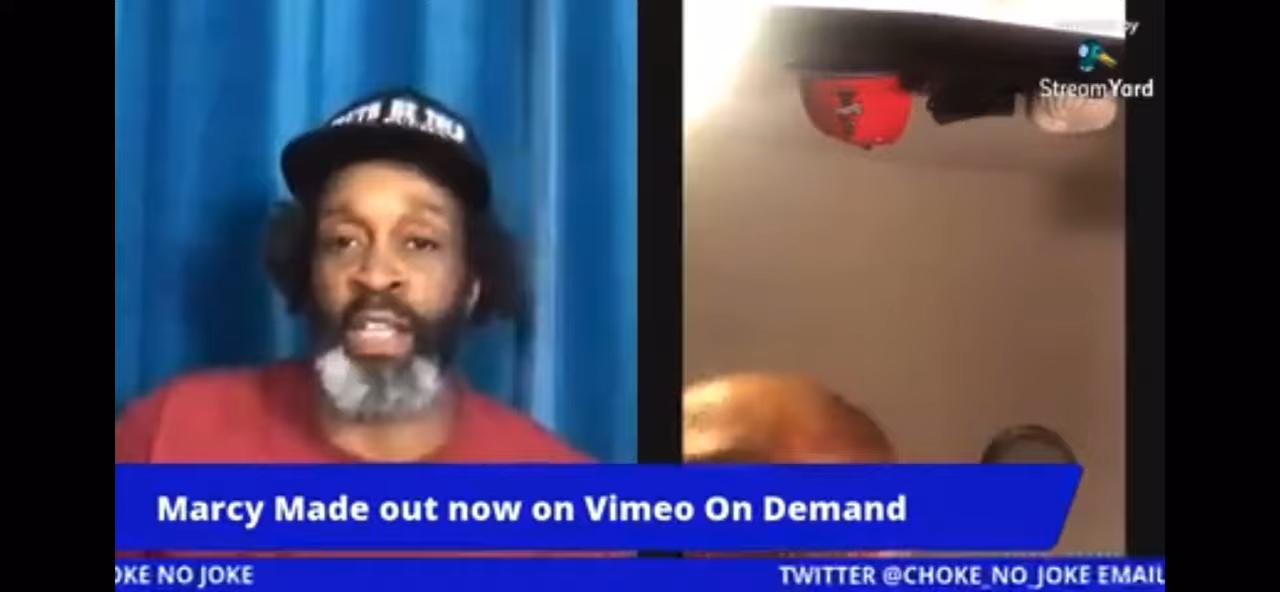 StreamYard
Marcy Made out now on Vimeo On Demand
OKE NO JOKE
TWITTER @CHOKE_NO_JOKE EMAIL